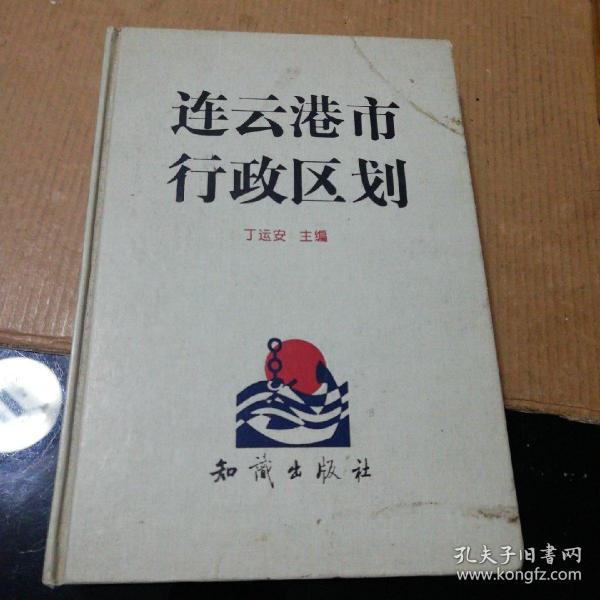 连云港市
行政区划
丁运安 主编
知识出版社
孔夫子旧书网
www.kongfz.com